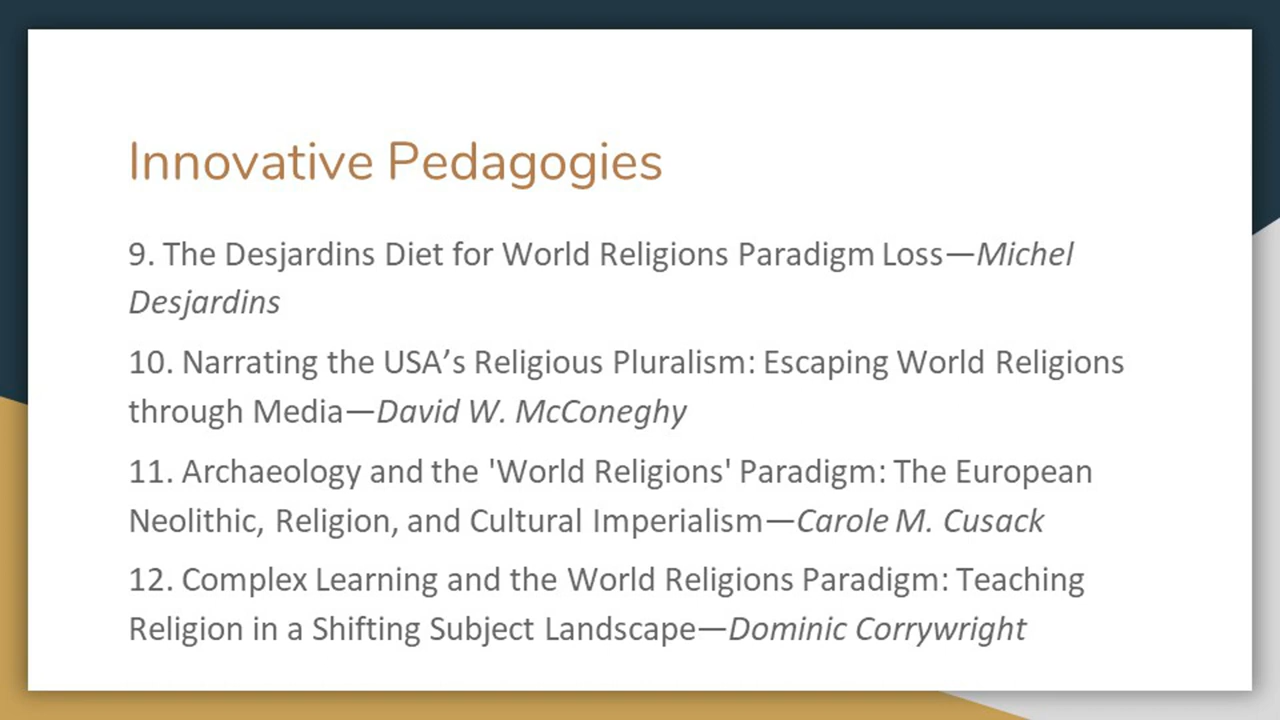 Innovative Pedagogies
9. The Desjardins Diet for World Religions Paradigm Loss—Michel
Desjardins
10. Narrating the USA’s Religious Pluralism: Escaping World Religions
through Media—David W. McConeghy
11. Archaeology and the 'World Religions' Paradigm: The European
Neolithic, Religion, and Cultural Imperialism—Carole M. Cusack
12. Complex Learning and the World Religions Paradigm: Teaching
Religion in a Shifting Subject Landscape—Dominic Corrywright